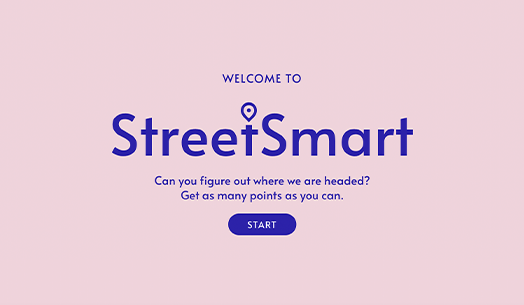 WELCOME TO
StreetSmart
Can you figure out where we are headed?
Get as many points as you can.
START